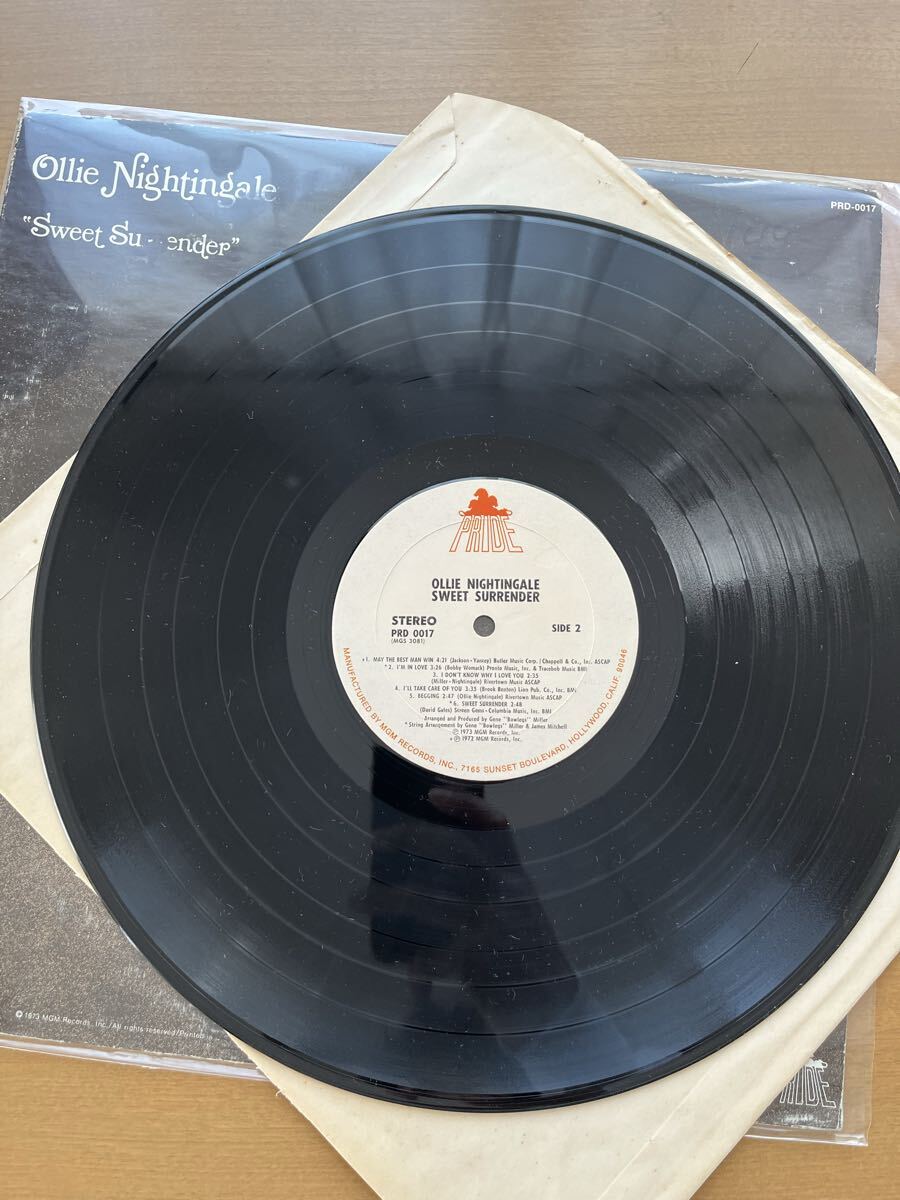 Ollie Nightingale
"Sweet Su ender"
PRD-0017
PRIDE
OLLIE NIGHTINGALE
SWEET SURRENDER
STEREO
PRD 0017
(MGS 3081)
SIDE 2
+1. MAY THE BEST MAN WIN 4:21 (Jackson-Yancey) Butler Music Corp./Chappell & Co., Inc. ASCAP
*2. I'M IN LOVE 3:26 (Bobby Womack) Pronto Music, Inc. & Tracebob Music BMI
3. I DON'T KNOW WHY I LOVE YOU 2:35
(Miller-Nightingale) Rivertown Music ASCAP
4. I'LL TAKE CARE OF YOU 3:35 (Brook Benton) Lion Pub. Co., Inc. BMI
5. BEGGING 2:47 (Ollie Nightingale) Rivertown Music ASCAP
*6. SWEET SURRENDER 2:48
(David Gates) Screen Gems-Columbia Music, Inc. BMI
Arranged and Produced by Gene "Bowlegs" Miller
*String Arrangement by Gene "Bowlegs" Miller & James Mitchell
Ⓟ 1973 MGM Records, Inc.
+Ⓟ 1972 MGM Records, Inc.
MANUFACTURED BY MGM RECORDS, INC., 7165 SUNSET BOULEVARD, HOLLYWOOD, CALIF. 90046
© 1973 MGM Records, Inc./All rights reserved/Printed in
PRIDE